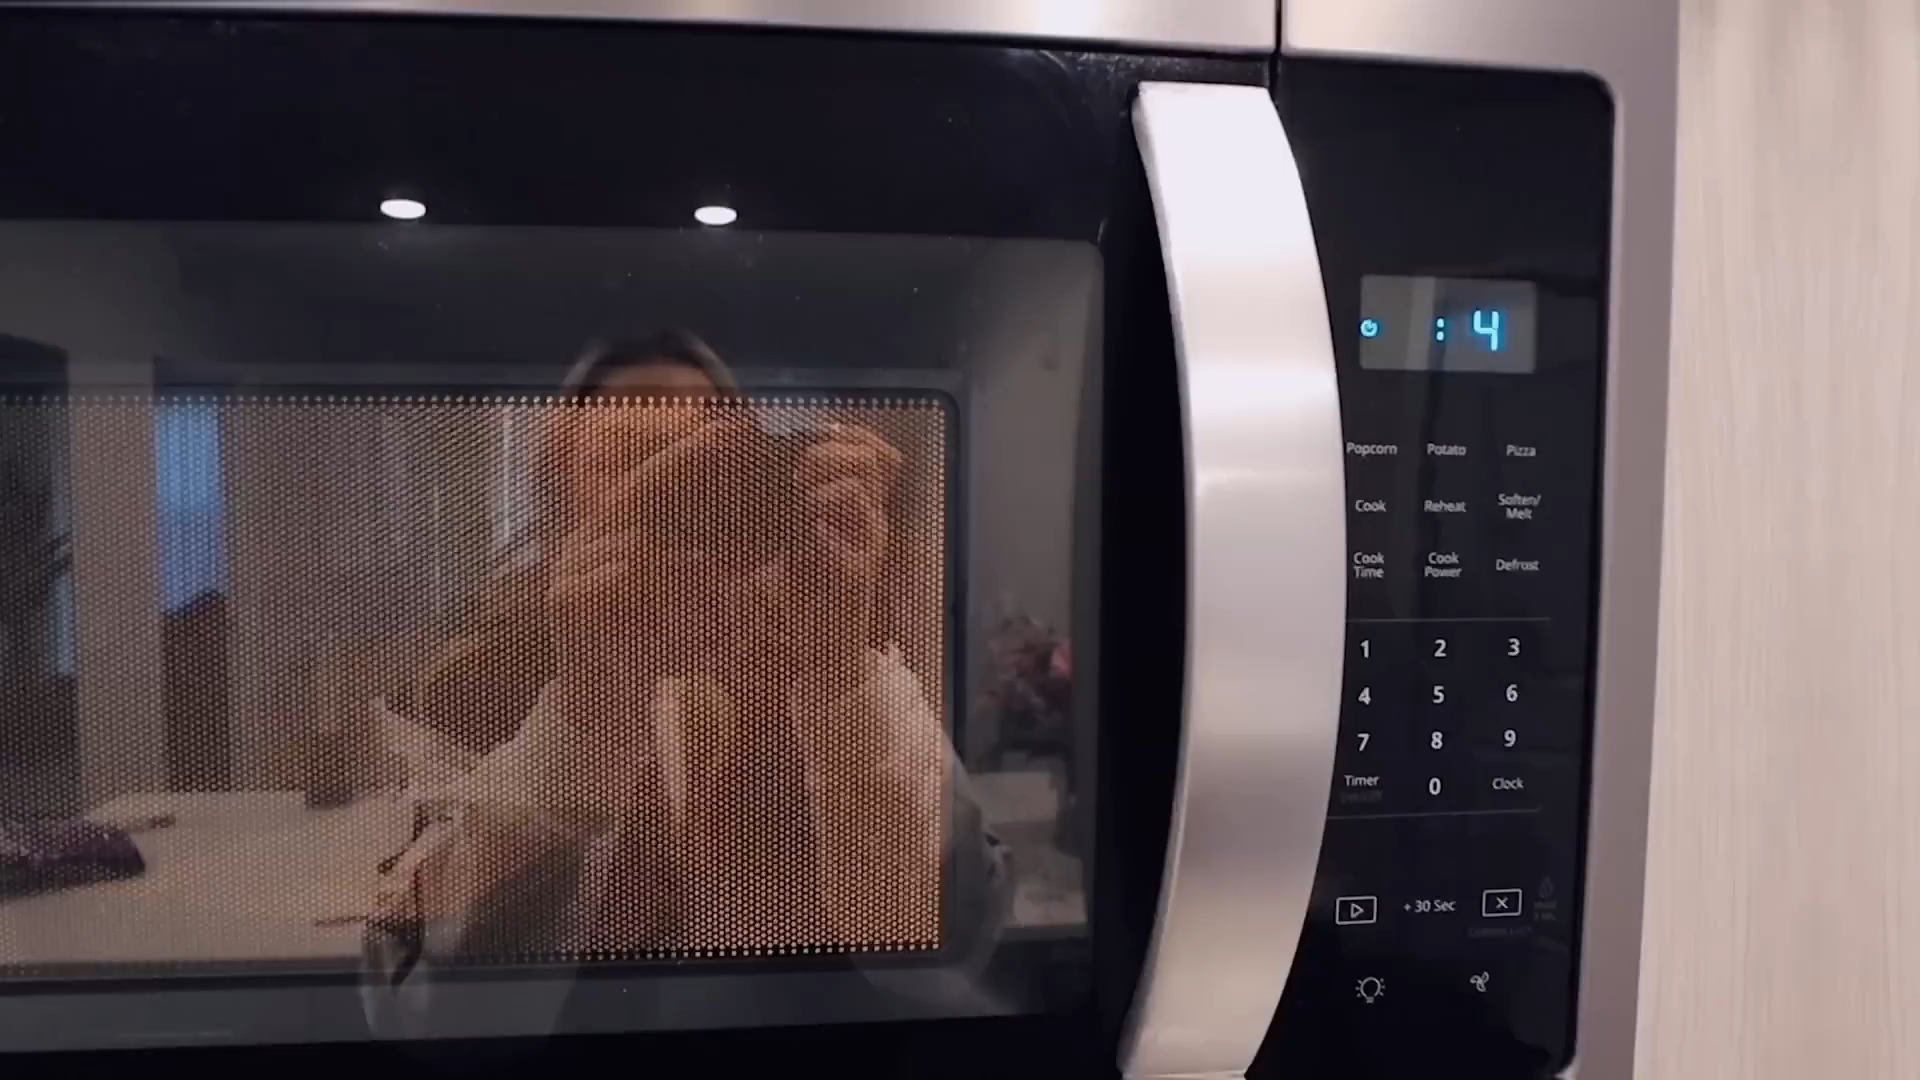 : 4
Popcorn Potato Pizza
Cook Reheat Soften/
Melt
Cook Cook Defrost
Time Power
1 2 3
4 5 6
7 8 9
Timer 0 Clock
+ 30 Sec